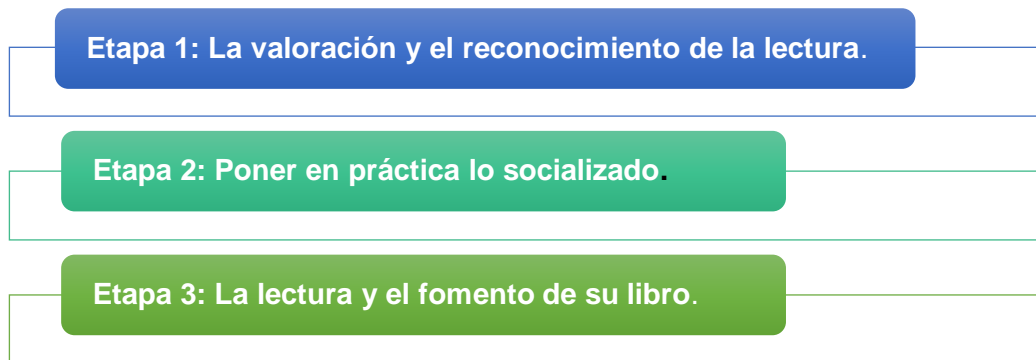 Etapa 1: La valoración y el reconocimiento de la lectura.
Etapa 2: Poner en práctica lo socializado.
Etapa 3: La lectura y el fomento de su libro.